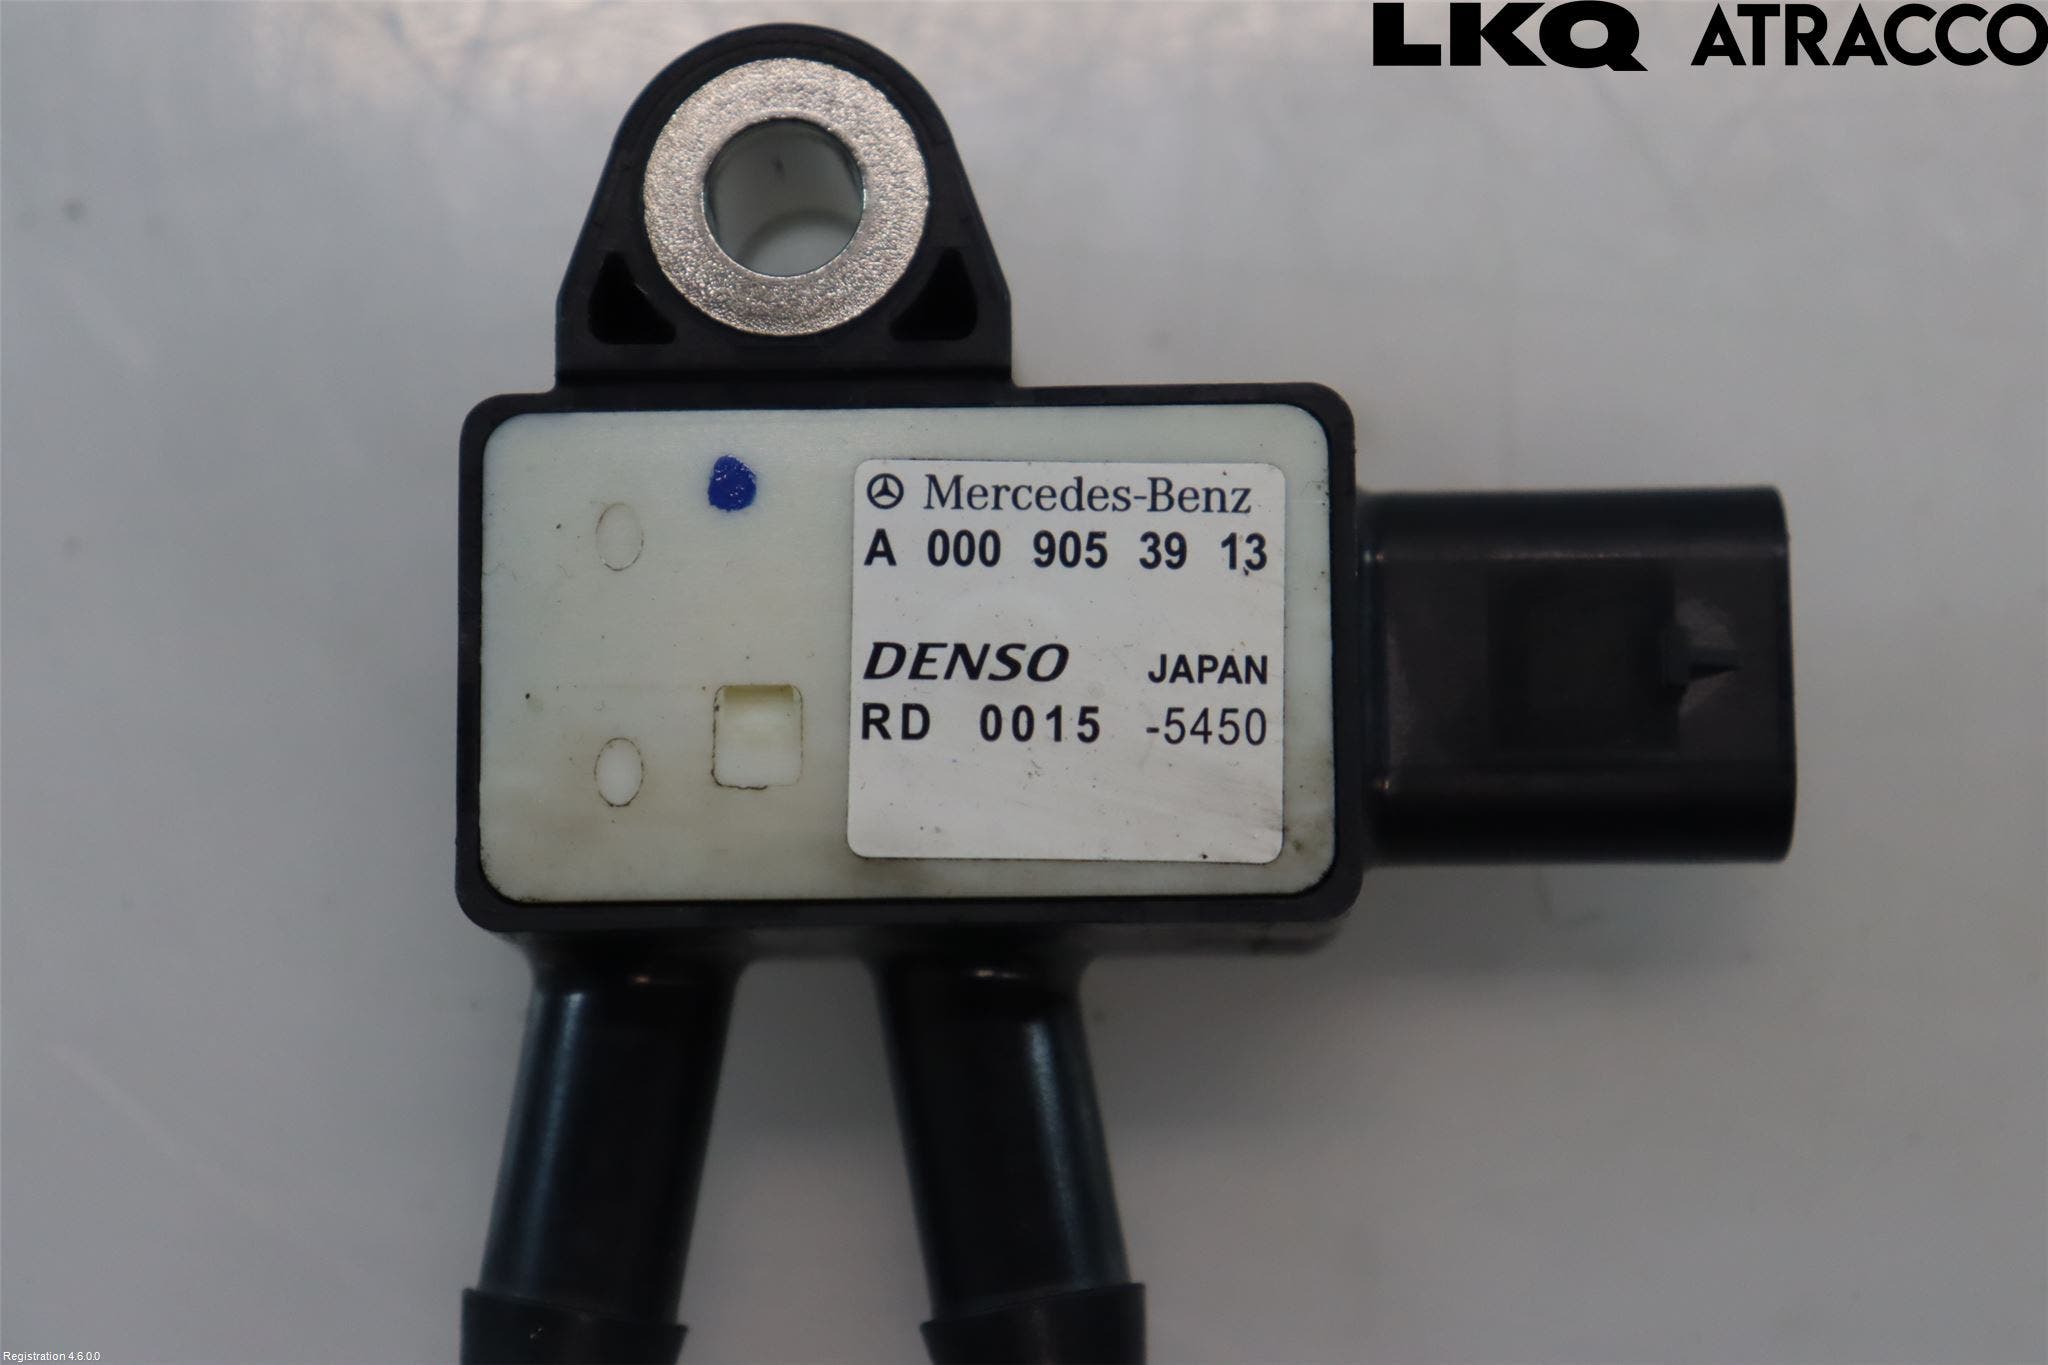 LKQ ATRACCO
Mercedes-Benz
A 000 905 39 13
DENSO JAPAN
RD 0015 -5450
Registration 4.6.0.0